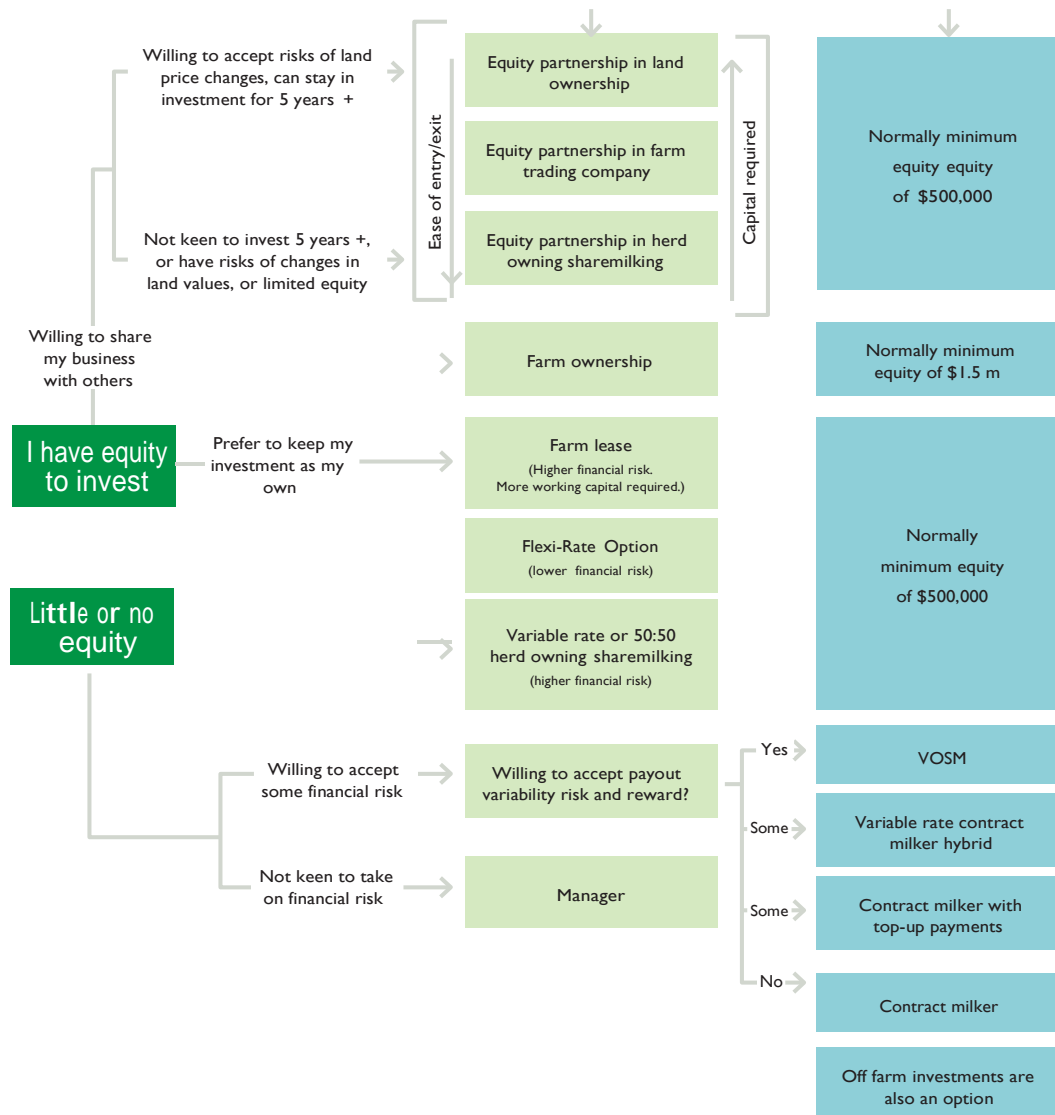 Willing to accept risks of land
price changes, can stay in
investment for 5 years +
Ease of entry/exit
Equity partnership in land
ownership
Equity partnership in farm
trading company
Equity partnership in herd
owning sharemilking
Capital required
Normally minimum
equity equity
of $500,000
Not keen to invest 5 years +,
or have risks of changes in
land values, or limited equity
Willing to share
my business
with others
Farm ownership
Normally minimum
equity of $1.5 m
I have equity
to invest
Prefer to keep my
investment as my
own
Farm lease
(Higher financial risk.
More working capital required.)
Flexi-Rate Option
(lower financial risk)
Variable rate or 50:50
herd owning sharemilking
(higher financial risk)
Normally
minimum equity
of $500,000
Little or no
equity
Willing to accept
some financial risk
Willing to accept payout
variability risk and reward?
Yes
VOSM
Some
Variable rate contract
milker hybrid
Some
Contract milker with
top-up payments
No
Contract milker
Not keen to take
on financial risk
Manager
Off farm investments are
also an option